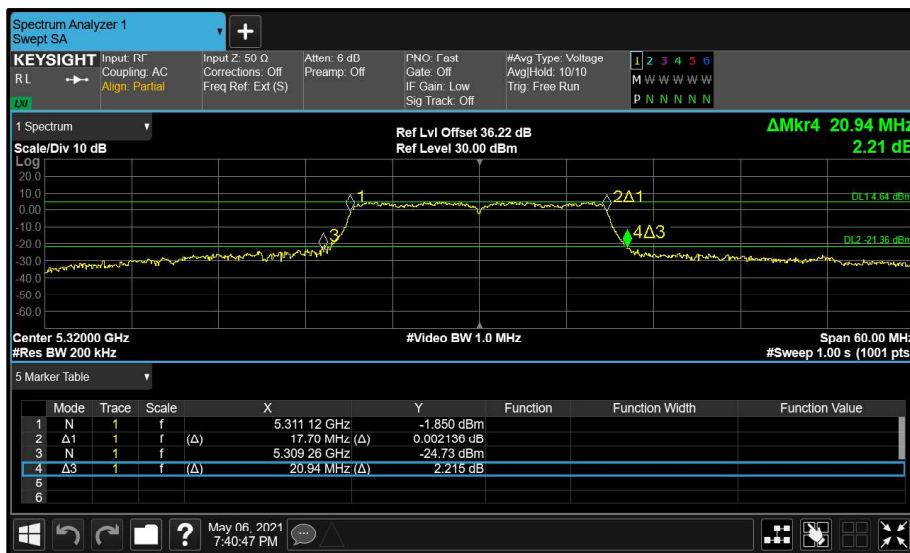 Spectrum Analyzer 1
Swept SA
+
KEYSIGHT Input: RF Input Z: 50 Ω Atten: 6 dB PNO: Fast #Avg Type: Voltage 1 2 3 4 5 6
RL Coupling: AC Corrections: Off Preamp: Off Gate: Off Avg|Hold: 10/10 M W W W W W
Align: Partial Freq Ref: Ext (S) IF Gain: Low Trig: Free Run
LXI Sig Track: Off P N N N N N
1 Spectrum Ref Lvl Offset 36.22 dB ΔMkr4 20.94 MHz
Scale/Div 10 dB Ref Level 30.00 dBm 2.21 dB
Log
20.0
10.0 1 2Δ1 DL1 4.64 dBm
0.00
-10.0
-20.0 3 4Δ3 DL2 -21.36 dBm
-30.0
-40.0
-50.0
-60.0
Center 5.32000 GHz #Video BW 1.0 MHz Span 60.00 MHz
#Res BW 200 kHz #Sweep 1.00 s (1001 pts
5 Marker Table
Mode Trace Scale X Y Function Function Width Function Value
1 N 1 f 5.311 12 GHz -1.850 dBm
2 Δ1 1 f (Δ) 17.70 MHz (Δ) 0.002136 dB
3 N 1 f 5.309 26 GHz -24.73 dBm
4 Δ3 1 f (Δ) 20.94 MHz (Δ) 2.215 dB
5
6
? May 06, 2021
7:40:47 PM